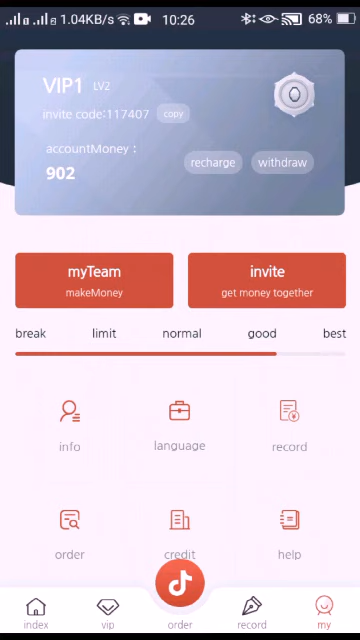 1.04KB/s 10:26 68%
VIP1 LV2
invite code:117407 copy
accountMoney :
902
recharge withdraw
myTeam invite
makeMoney get money together
break limit normal good best
info language record
order credit help
index vip order record my